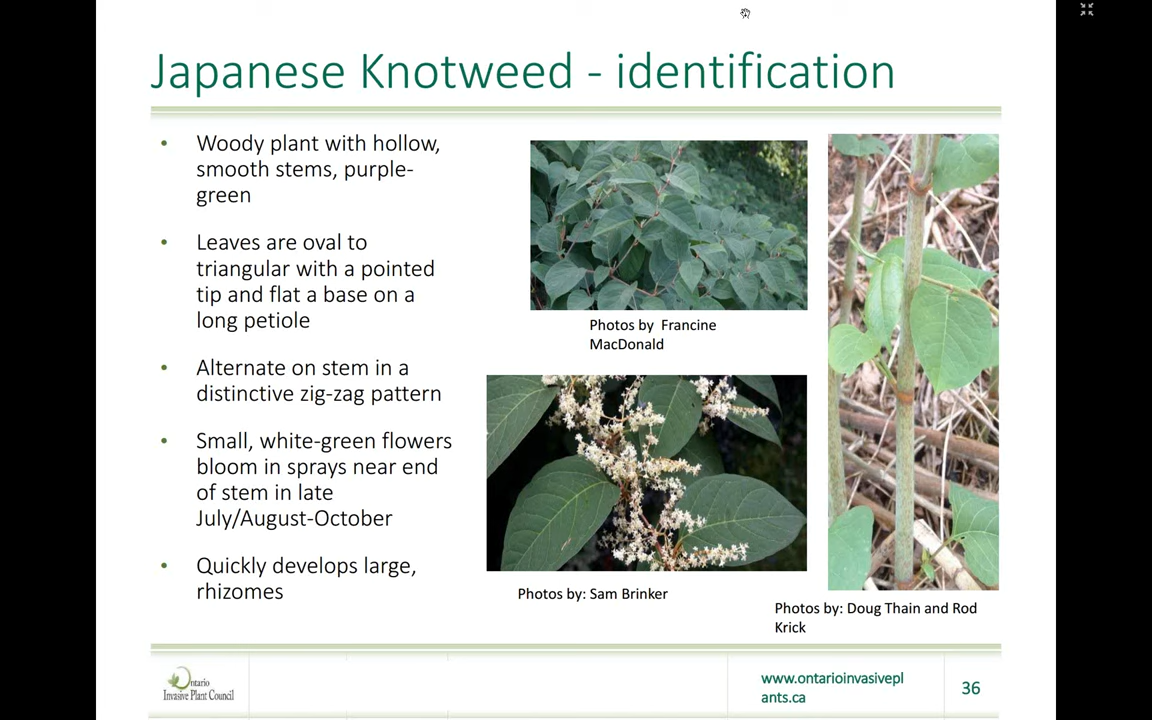 Japanese Knotweed - identification
• Woody plant with hollow,
smooth stems, purple-
green
• Leaves are oval to
triangular with a pointed
tip and flat a base on a
long petiole
• Alternate on stem in a
distinctive zig-zag pattern
• Small, white-green flowers
bloom in sprays near end
of stem in late
July/August-October
• Quickly develops large,
rhizomes
Photos by  Francine
MacDonald
Photos by: Sam Brinker
Photos by: Doug Thain and Rod
Krick
Ontario
Invasive Plant Council
www.ontarioinvasivepl
ants.ca
36